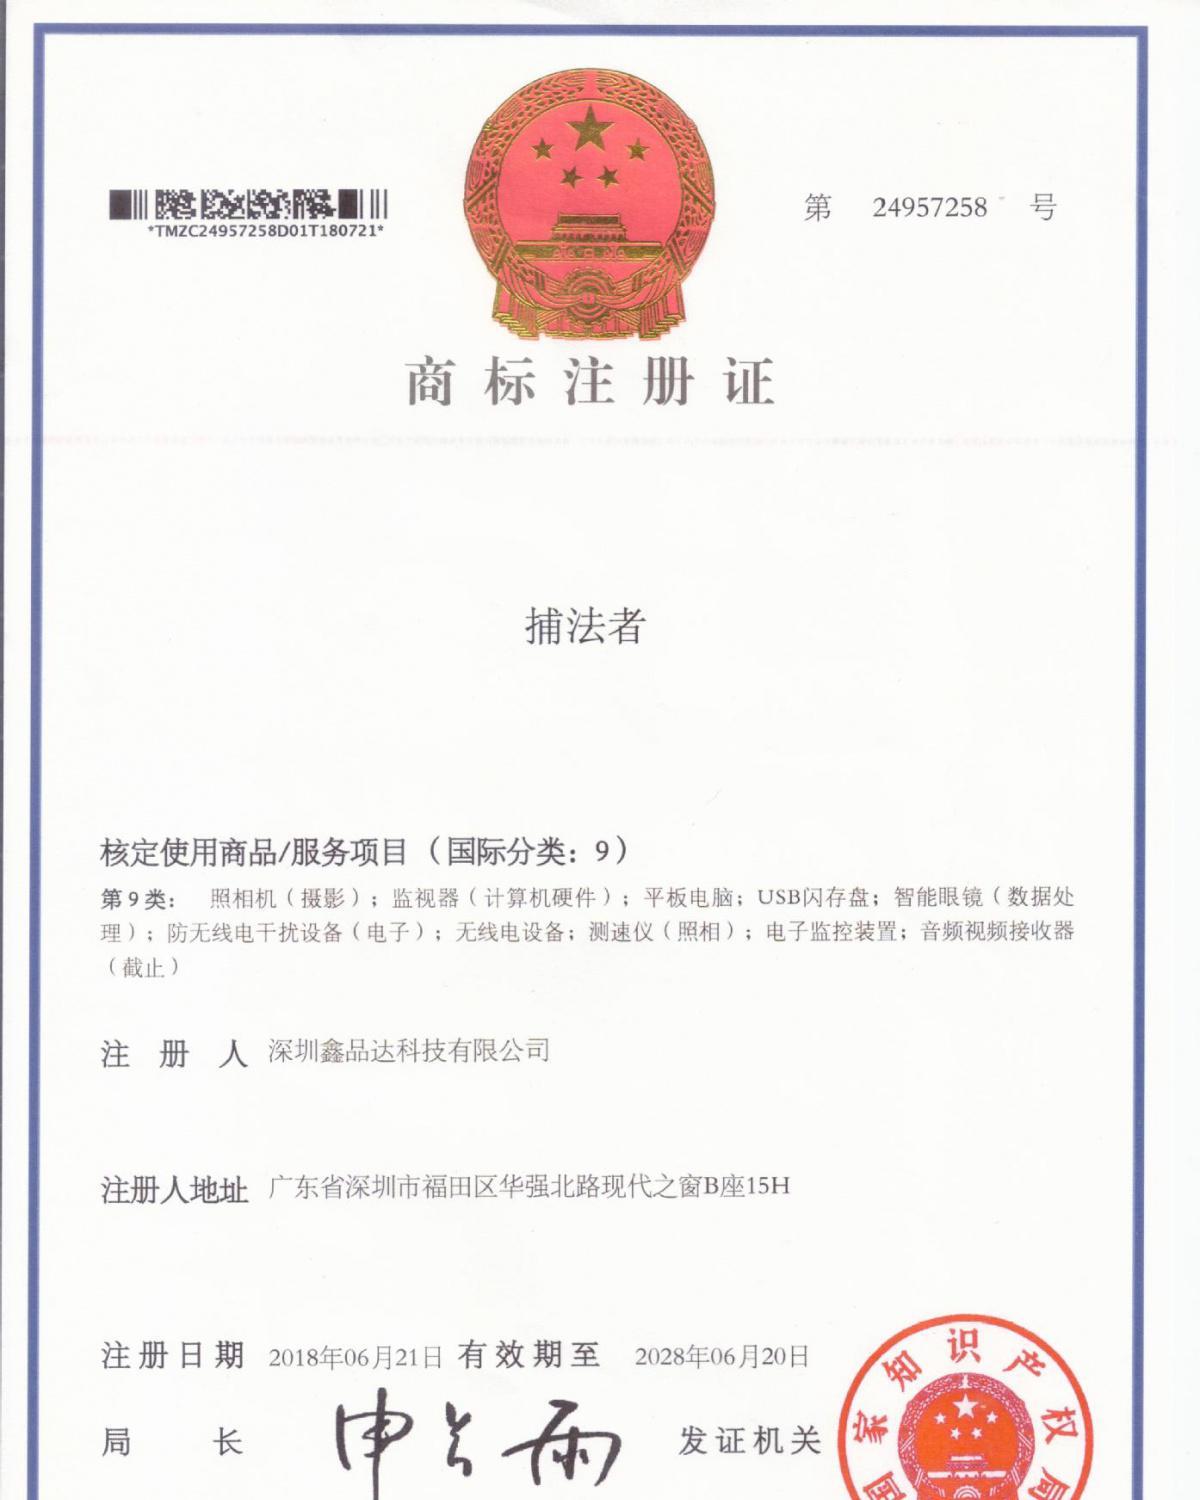 第 24957258 号
*TMZC24957258D01T180721*
商标注册证
捕法者
核定使用商品/服务项目（国际分类：9）
第9类： 照相机（摄影）；监视器（计算机硬件）；平板电脑；USB闪存盘；智能眼镜（数据处
理）；防无线电干扰设备（电子）；无线电设备；测速仪（照相）；电子监控装置；音频视频接收器
（截止）
注册人 深圳鑫品达科技有限公司
注册人地址 广东省深圳市福田区华强北路现代之窗B座15H
注册日期 2018年06月21日 有效期至 2028年06月20日
局长 申长雨 发证机关
国家知识产权局